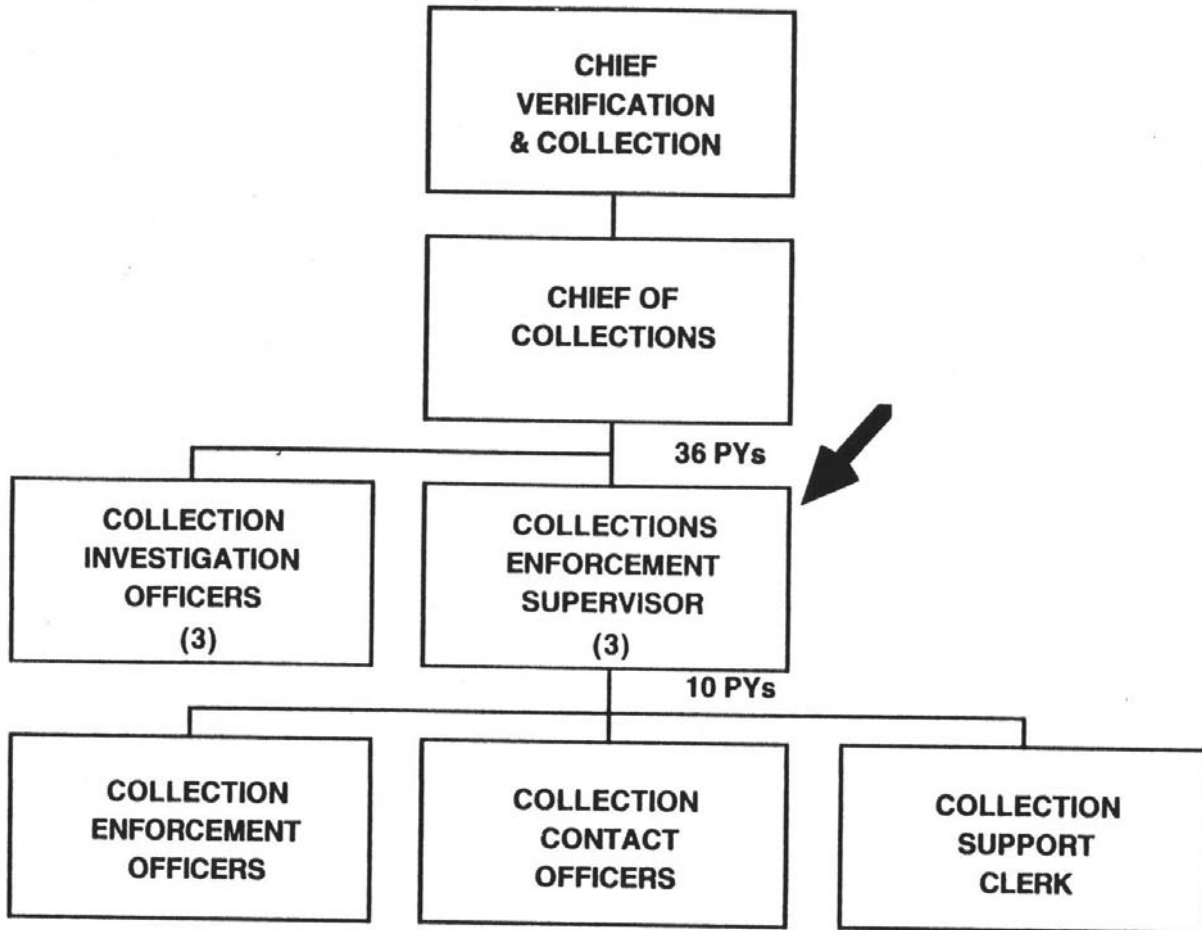 CHIEF
VERIFICATION
& COLLECTION
CHIEF OF
COLLECTIONS
36 PYs
COLLECTION
INVESTIGATION
OFFICERS
(3)
COLLECTIONS
ENFORCEMENT
SUPERVISOR
(3)
10 PYs
COLLECTION
ENFORCEMENT
OFFICERS
COLLECTION
CONTACT
OFFICERS
COLLECTION
SUPPORT
CLERK